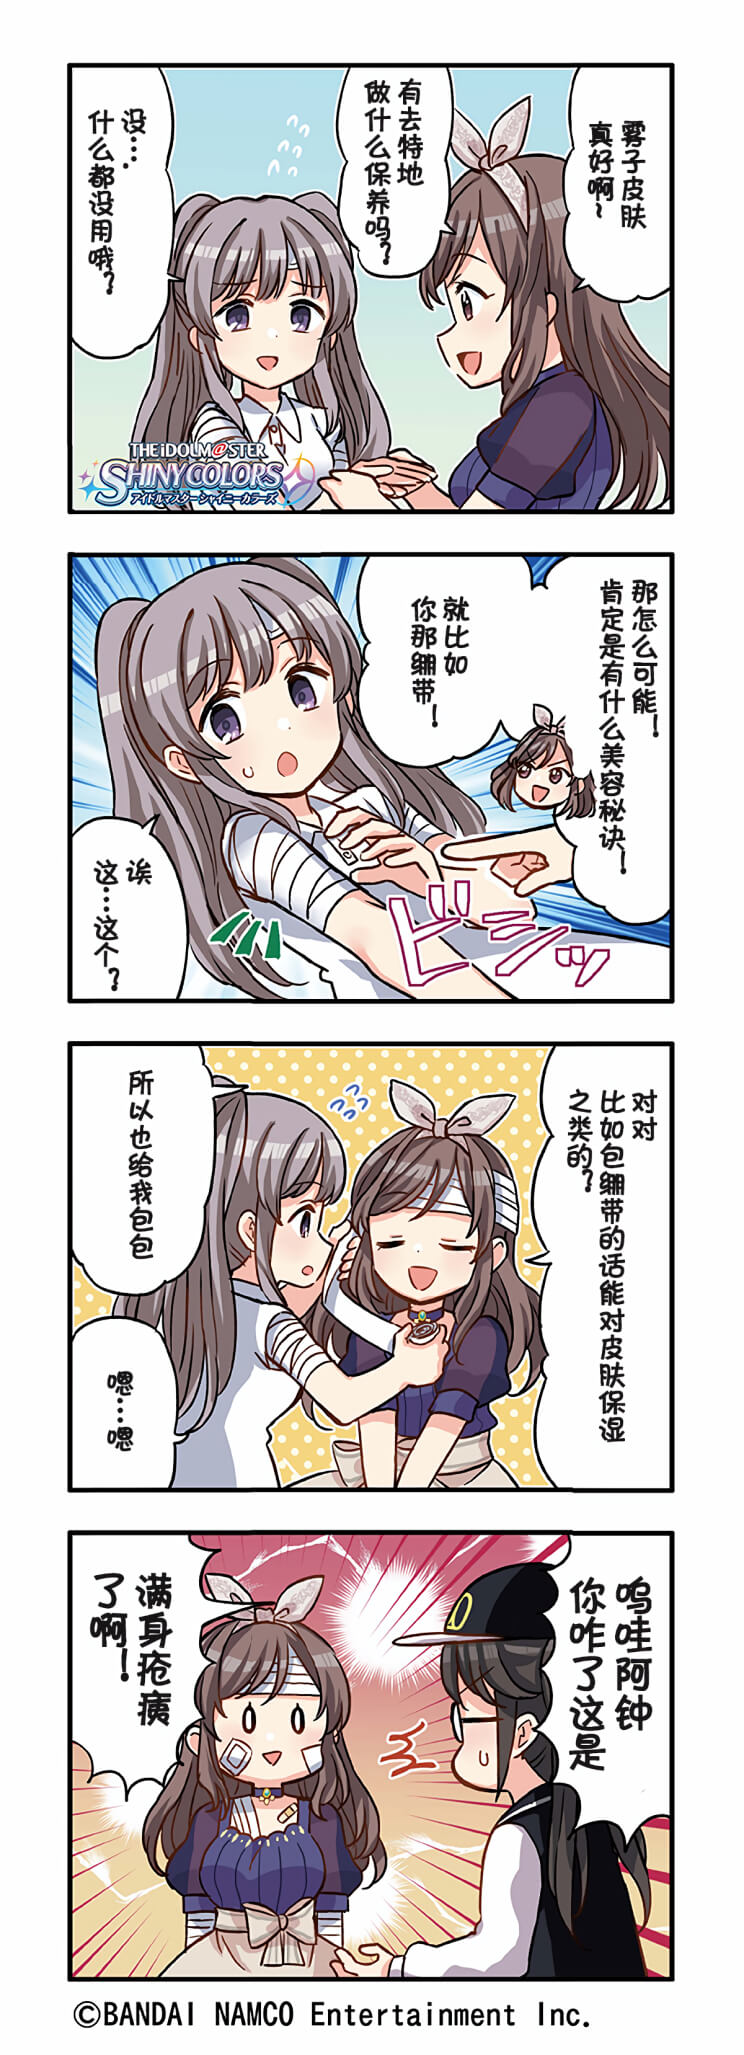 雾子皮肤
真好啊~
有去特地
做什么保养吗?
没…
什么都没用哦?
THE iDOLM@STER
SHINY COLORS
アイドルマスターシャイニーカラーズ
那怎么可能!
肯定是有什么美容秘诀!
就比如
你那绷带!
ビシッ
诶
这…这个?
对对
比如包绷带的话能对皮肤保湿
之类的?
所以也给我包包
嗯…嗯
呜哇阿钟
你咋了这是
满身疮痍
了啊!
©BANDAI NAMCO Entertainment Inc.